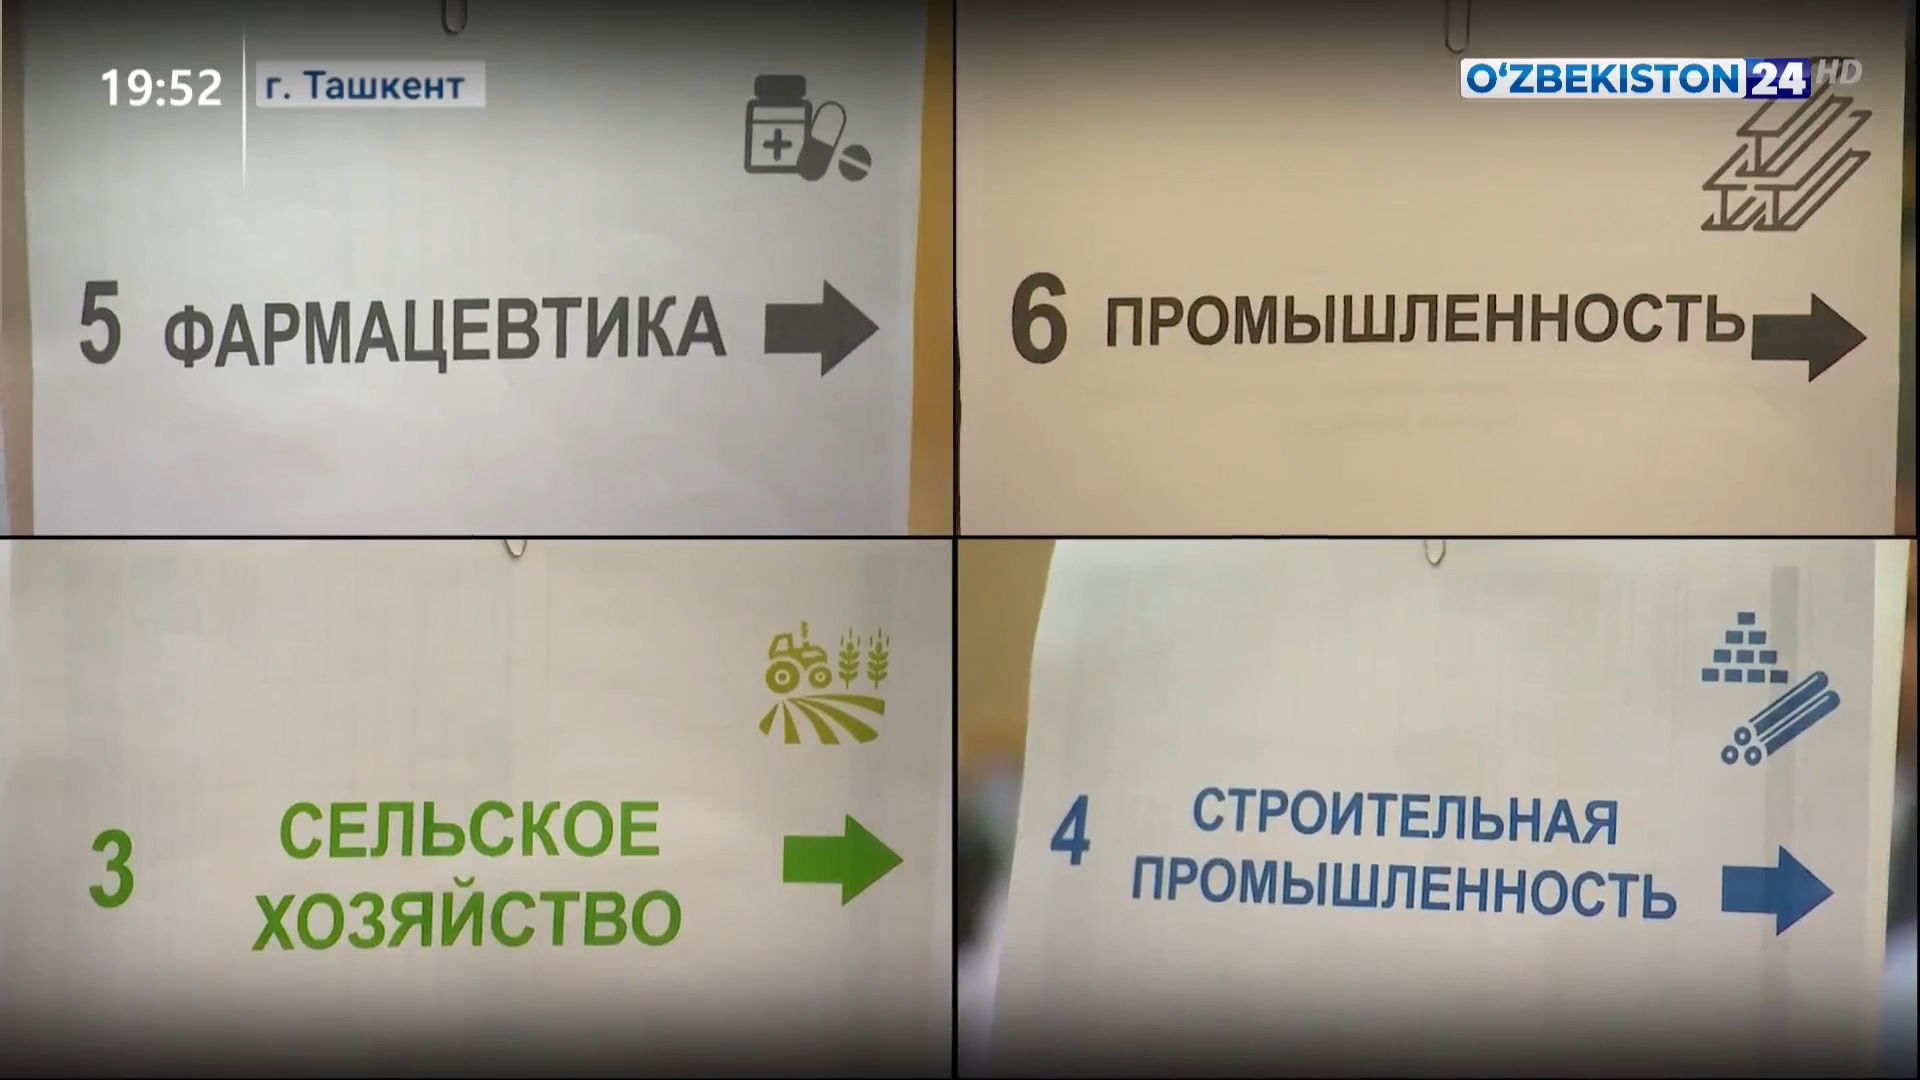 19:52
г. Ташкент
O‘ZBEKISTON 24 HD
5 ФАРМАЦЕВТИКА
6 ПРОМЫШЛЕННОСТЬ
3 СЕЛЬСКОЕ
ХОЗЯЙСТВО
4 СТРОИТЕЛЬНАЯ
ПРОМЫШЛЕННОСТЬ